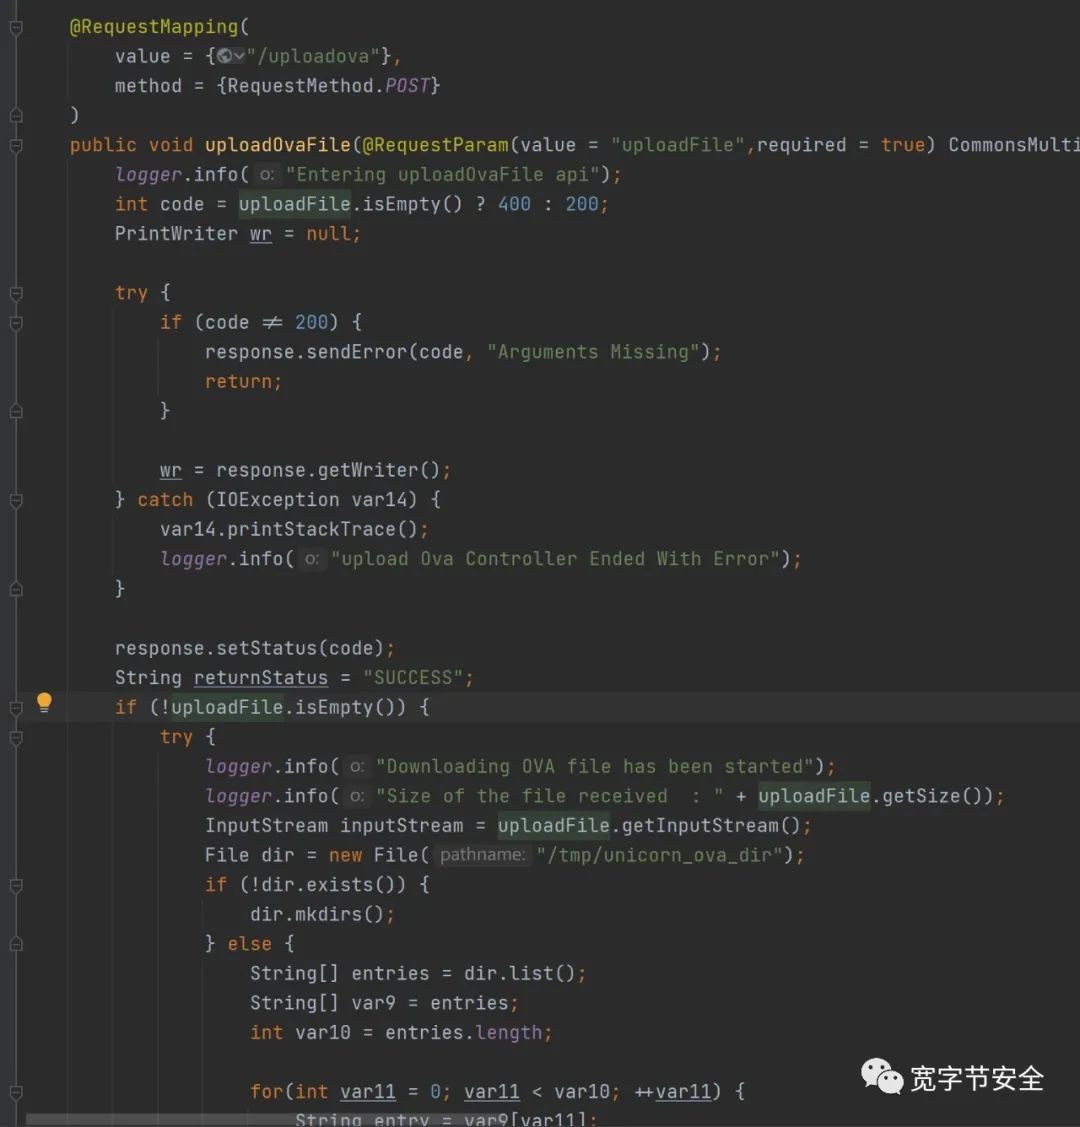 @RequestMapping(
value = {"/uploadova"},
method = {RequestMethod.POST}
)
public void uploadOvaFile(@RequestParam(value = "uploadFile",required = true) CommonsMulti
logger.info( o: "Entering uploadOvaFile api");
int code = uploadFile.isEmpty() ? 400 : 200;
PrintWriter wr = null;
try {
if (code ≠ 200) {
response.sendError(code, "Arguments Missing");
return;
}
wr = response.getWriter();
} catch (IOException var14) {
var14.printStackTrace();
logger.info( o: "upload Ova Controller Ended With Error");
}
response.setStatus(code);
String returnStatus = "SUCCESS";
if (!uploadFile.isEmpty()) {
try {
logger.info( o: "Downloading OVA file has been started");
logger.info( o: "Size of the file received  : " + uploadFile.getSize());
InputStream inputStream = uploadFile.getInputStream();
File dir = new File( pathname: "/tmp/unicorn_ova_dir");
if (!dir.exists()) {
dir.mkdirs();
} else {
String[] entries = dir.list();
String[] var9 = entries;
int var10 = entries.length;
for(int var11 = 0; var11 < var10; ++var11) {
String entry = var9[var11];
宽字节安全